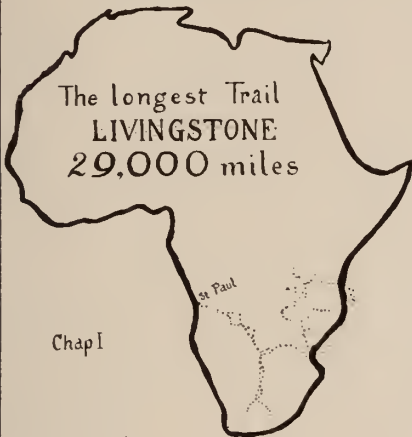 The longest Trail
LIVINGSTONE
29,000 miles
St Paul
Chap I